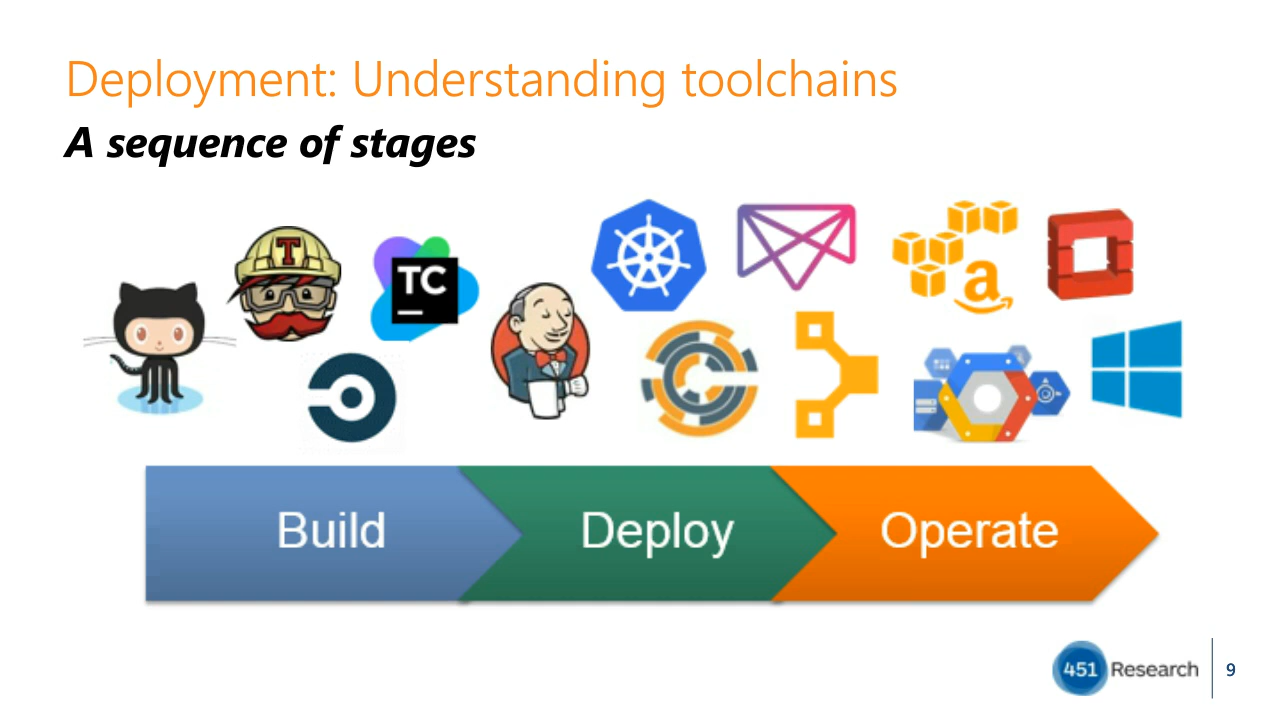 Deployment: Understanding toolchains
A sequence of stages
T
TC
a
Build
Deploy
Operate
451 Research
9